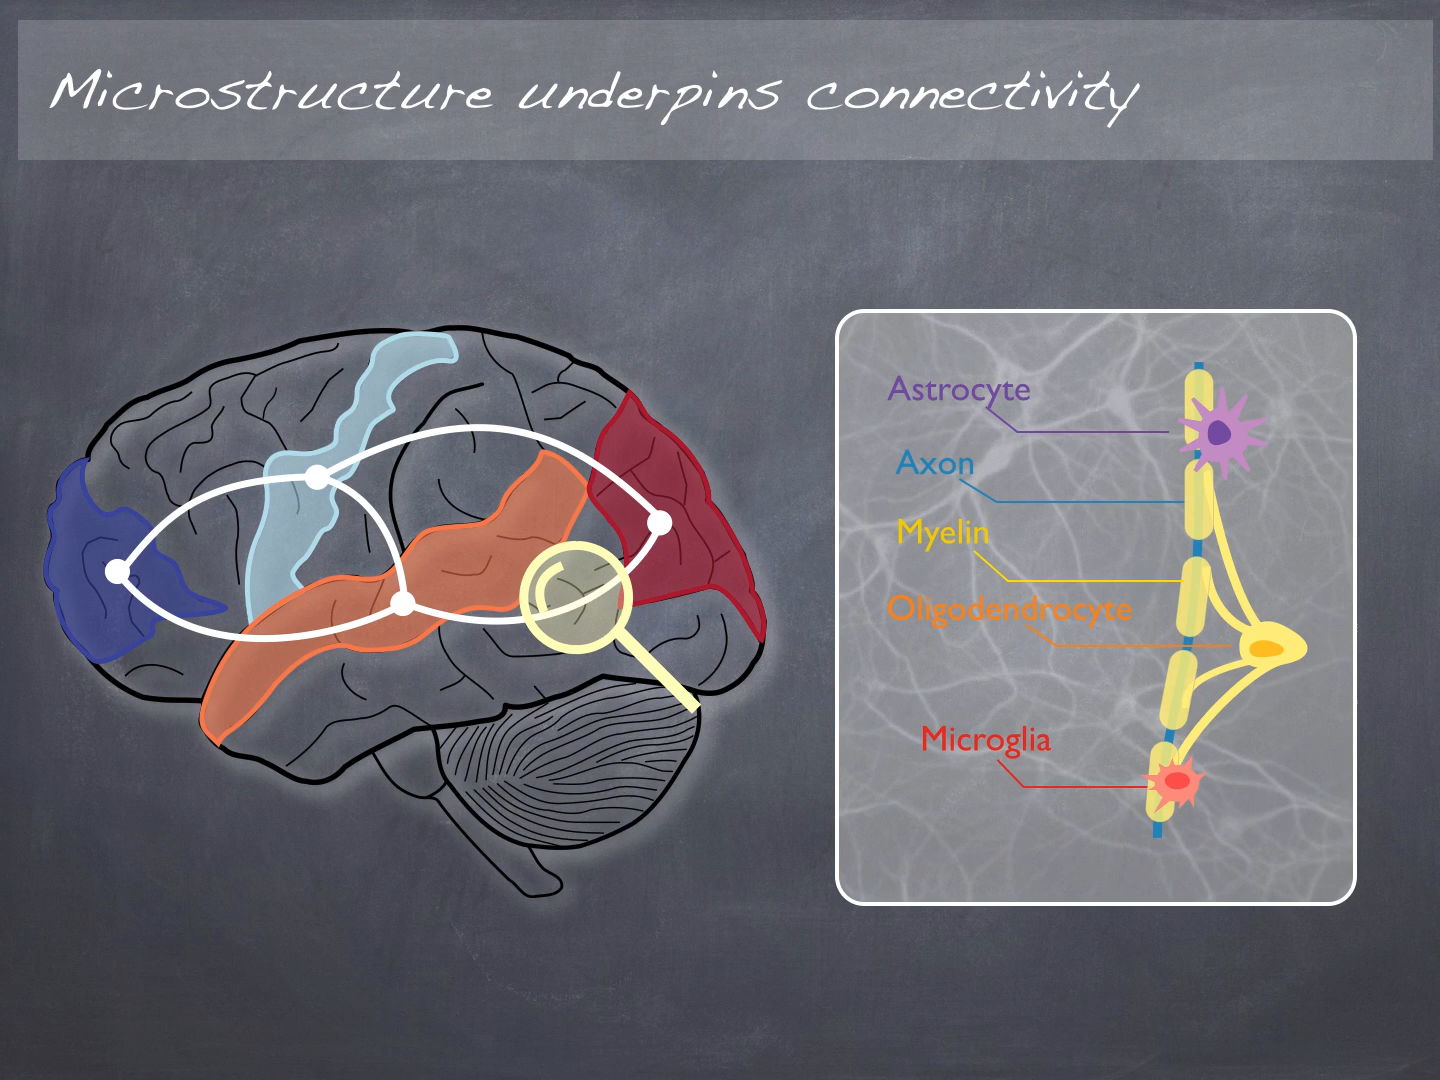 Microstructure underpins connectivity
Astrocyte
Axon
Myelin
Oligodendrocyte
Microglia